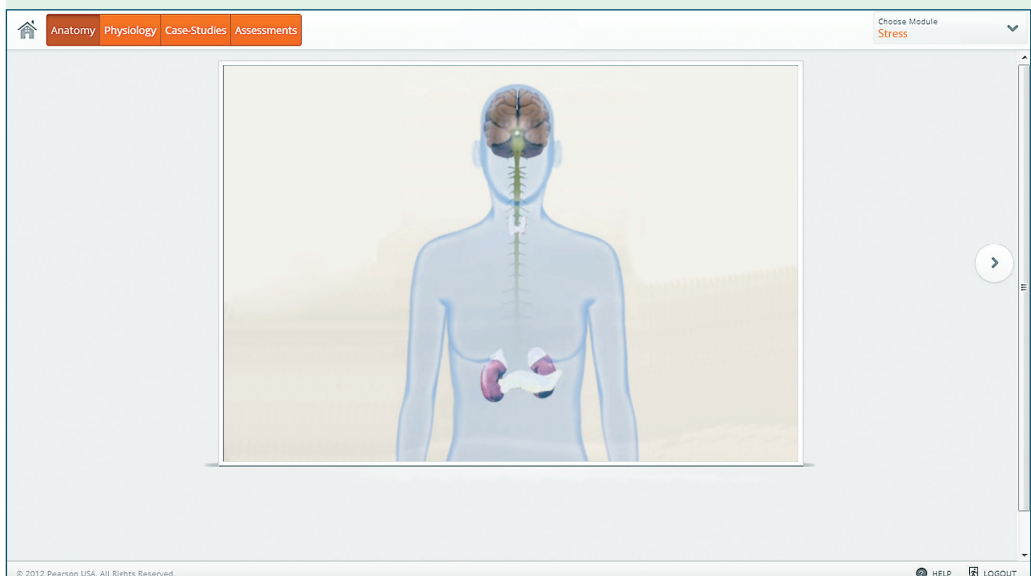 Anatomy Physiology Case-Studies Assessments
Choose Module
Stress
© 2012 Pearson USA. All Rights Reserved.
HELP LOGOUT